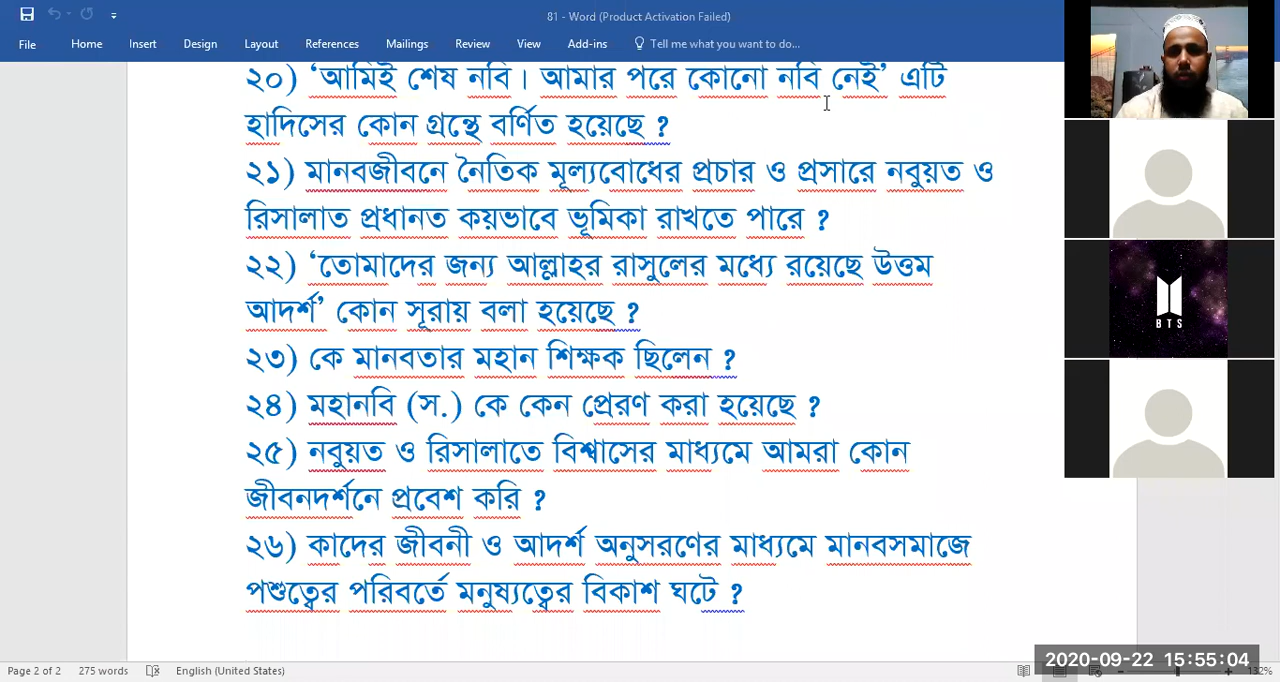 81 - Word (Product Activation Failed)
File Home Insert Design Layout References Mailings Review View Add-ins Tell me what you want to do...
২০) ‘আমিই শেষ নবি। আমার পরে কোনো নবি নেই’ এটি
হাদিসের কোন গ্রন্থে বর্ণিত হয়েছে ?
২১) মানবজীবনে নৈতিক মূল্যবোধের প্রচার ও প্রসারে নবুয়ত ও
রিসালাত প্রধানত কয়ভাবে ভূমিকা রাখতে পারে ?
২২) ‘তোমাদের জন্য আল্লাহর রাসুলের মধ্যে রয়েছে উত্তম
আদর্শ’ কোন সূরায় বলা হয়েছে ?
২৩) কে মানবতার মহান শিক্ষক ছিলেন ?
২৪) মহানবি (স.) কে কেন প্রেরণ করা হয়েছে ?
২৫) নবুয়ত ও রিসালাতে বিশ্বাসের মাধ্যমে আমরা কোন
জীবনদর্শনে প্রবেশ করি ?
২৬) কাদের জীবনী ও আদর্শ অনুসরণের মাধ্যমে মানবসমাজে
পশুত্বের পরিবর্তে মনুষ্যত্বের বিকাশ ঘটে ?
BTS
Page 2 of 2 275 words English (United States) 132%
2020-09-22 15:55:04